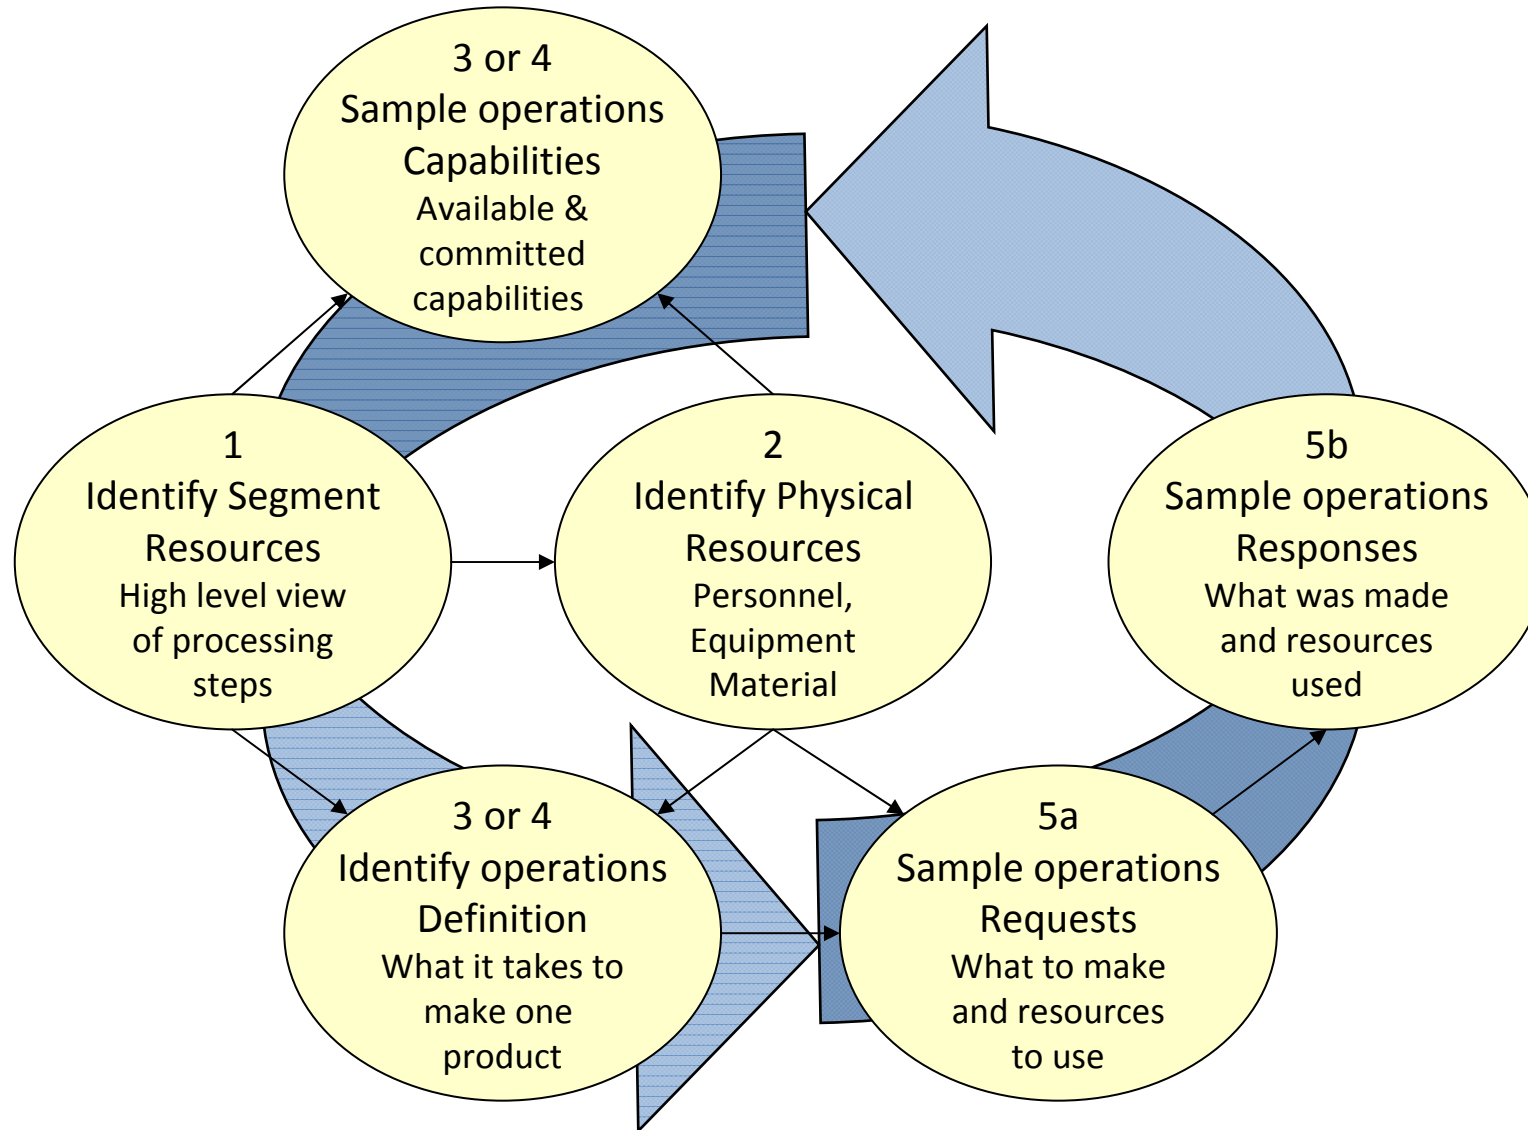 3 or 4
Sample operations
Capabilities
Available &
committed
capabilities
1
Identify Segment
Resources
High level view
of processing
steps
2
Identify Physical
Resources
Personnel,
Equipment
Material
5b
Sample operations
Responses
What was made
and resources
used
3 or 4
Identify operations
Definition
What it takes to
make one
product
5a
Sample operations
Requests
What to make
and resources
to use